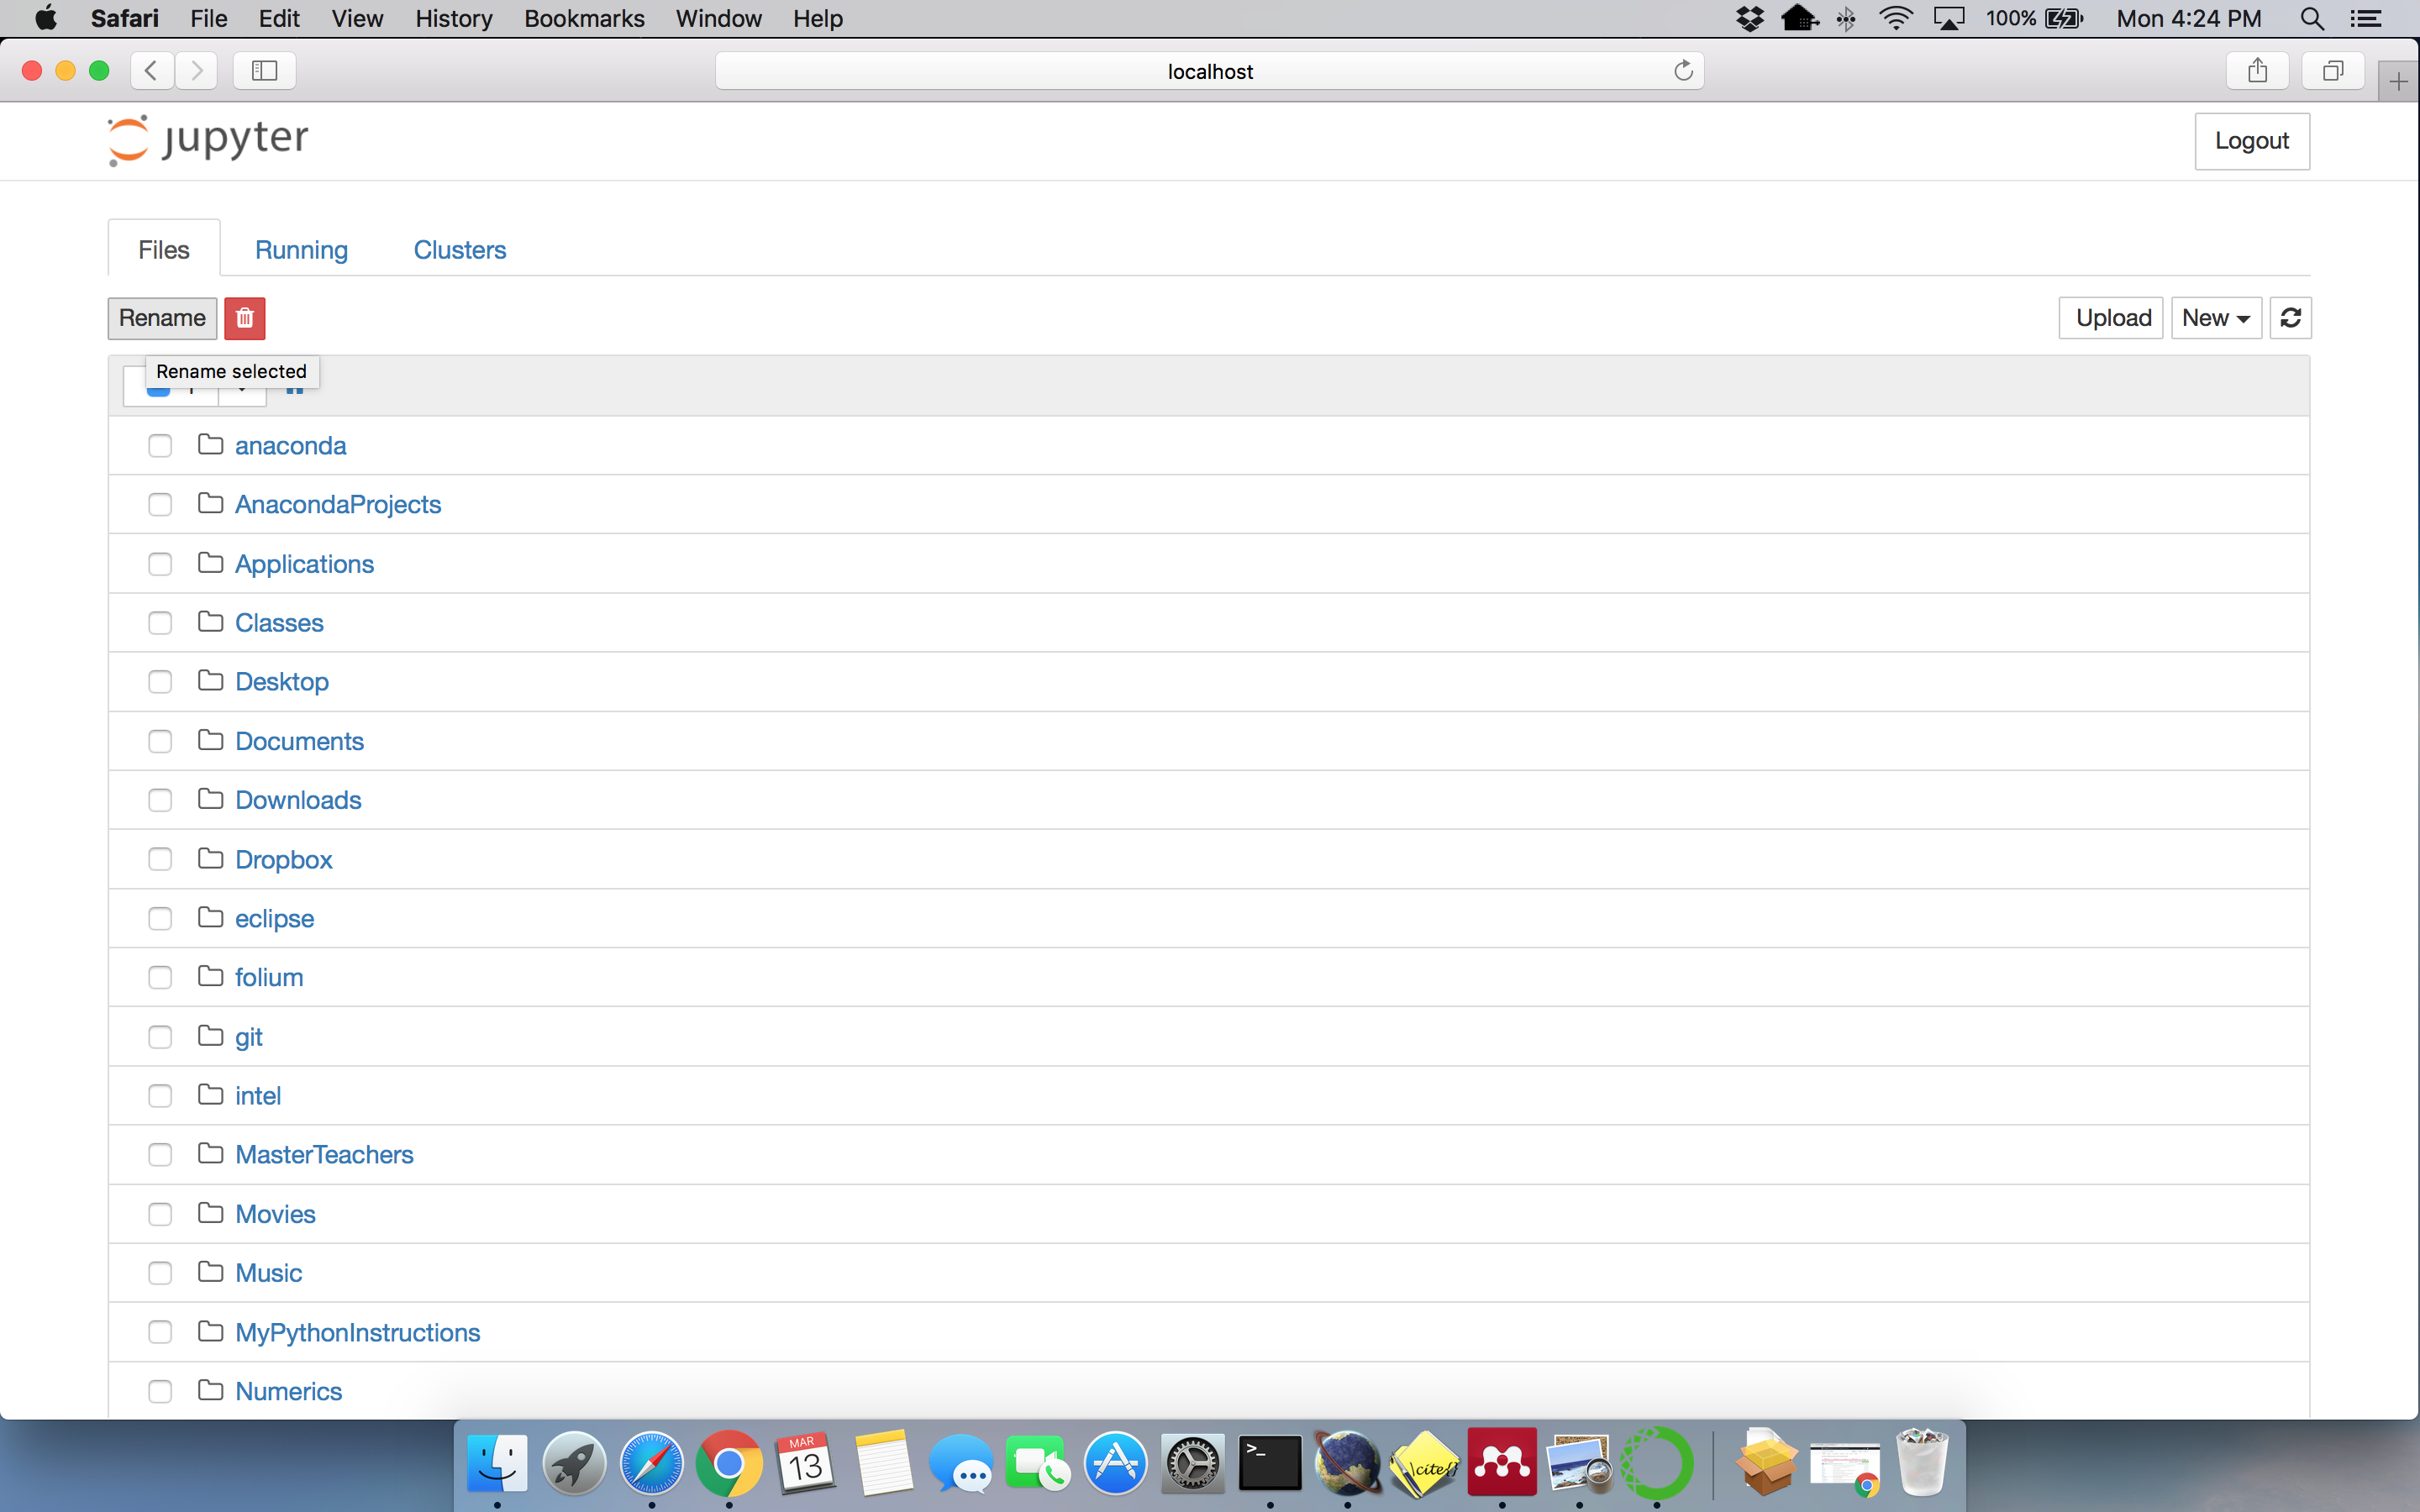 Safari File Edit View History Bookmarks Window Help 100% Mon 4:24 PM
localhost
jupyter Logout
Files Running Clusters
Rename Upload New
Rename selected
anaconda
AnacondaProjects
Applications
Classes
Desktop
Documents
Downloads
Dropbox
eclipse
folium
git
intel
MasterTeachers
Movies
Music
MyPythonInstructions
Numerics
MAR
13
>_
\cite{}